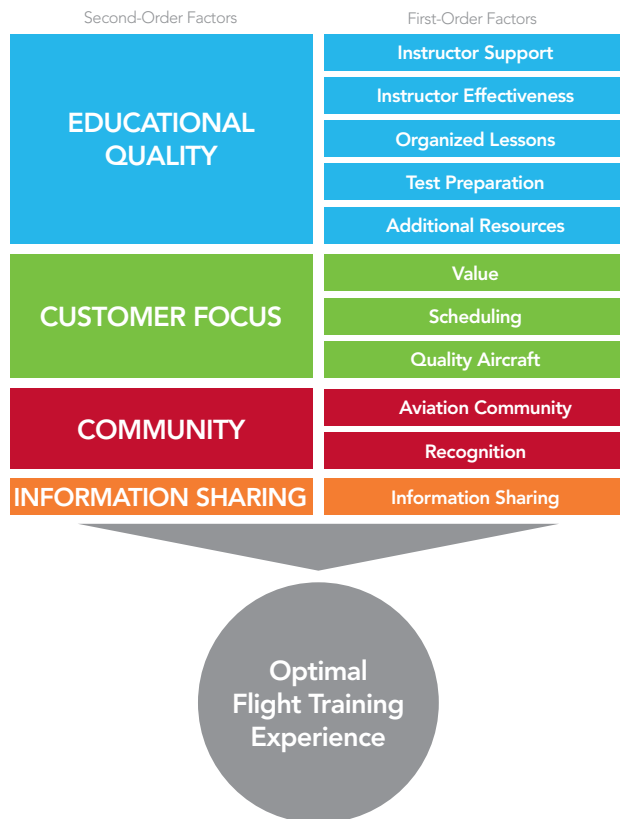 Second-Order Factors
First-Order Factors
EDUCATIONAL
QUALITY
Instructor Support
Instructor Effectiveness
Organized Lessons
Test Preparation
Additional Resources
CUSTOMER FOCUS
Value
Scheduling
Quality Aircraft
COMMUNITY
Aviation Community
Recognition
INFORMATION SHARING
Information Sharing
Optimal
Flight Training
Experience